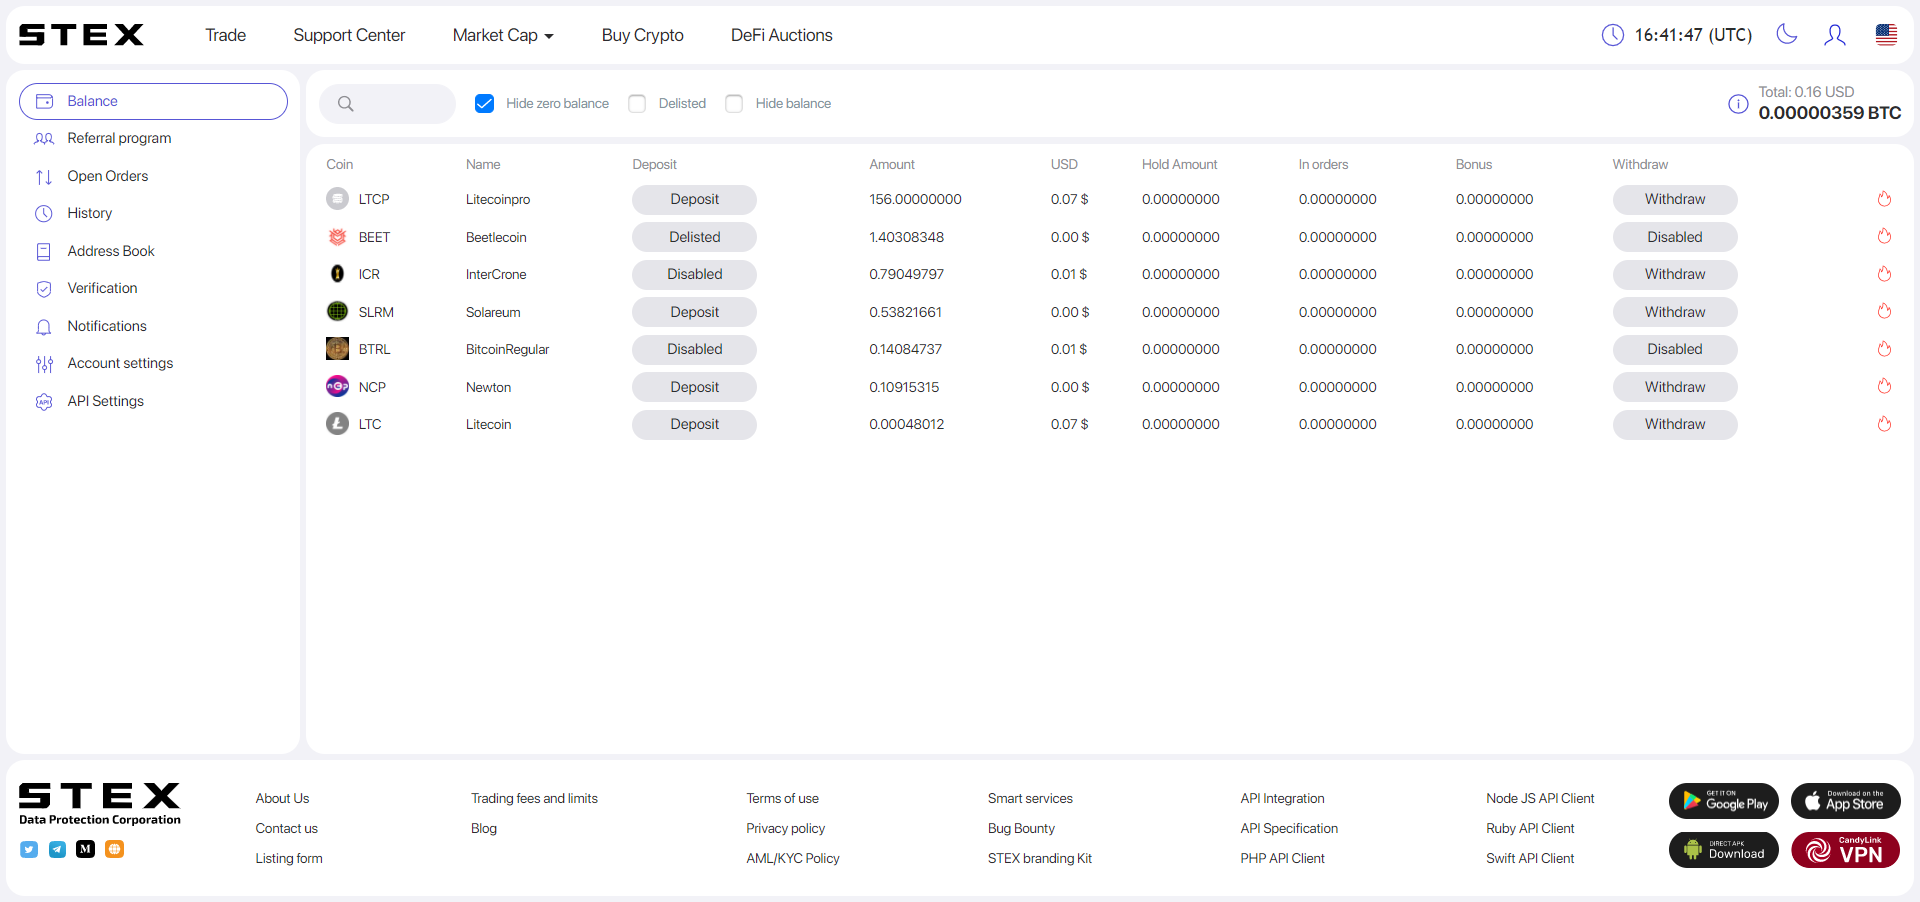 STEX Trade Support Center Market Cap Buy Crypto DeFi Auctions 16:41:47 (UTC)
Balance
Referral program
Open Orders
History
Address Book
Verification
Notifications
Account settings
API Settings
API
Hide zero balance Delisted Hide balance
Total: 0.16 USD
0.00000359 BTC
Coin Name Deposit Amount USD Hold Amount In orders Bonus Withdraw
LTCP Litecoinpro Deposit 156.00000000 0.07 $ 0.00000000 0.00000000 0.00000000 Withdraw
BEET Beetlecoin Delisted 1.40308348 0.00 $ 0.00000000 0.00000000 0.00000000 Disabled
ICR InterCrone Disabled 0.79049797 0.01 $ 0.00000000 0.00000000 0.00000000 Withdraw
SLRM Solareum Deposit 0.53821661 0.00 $ 0.00000000 0.00000000 0.00000000 Withdraw
BTRL BitcoinRegular Disabled 0.14084737 0.01 $ 0.00000000 0.00000000 0.00000000 Disabled
NCP Newton Deposit 0.10915315 0.00 $ 0.00000000 0.00000000 0.00000000 Withdraw
LTC Litecoin Deposit 0.00048012 0.07 $ 0.00000000 0.00000000 0.00000000 Withdraw
STEX
Data Protection Corporation
M
About Us
Contact us
Listing form
Trading fees and limits
Blog
Terms of use
Privacy policy
AML/KYC Policy
Smart services
Bug Bounty
STEX branding Kit
API Integration
API Specification
PHP API Client
Node JS API Client
Ruby API Client
Swift API Client
GET IT ON
Google Play
Download on the
App Store
DIRECT APK
Download
CandyLink
VPN